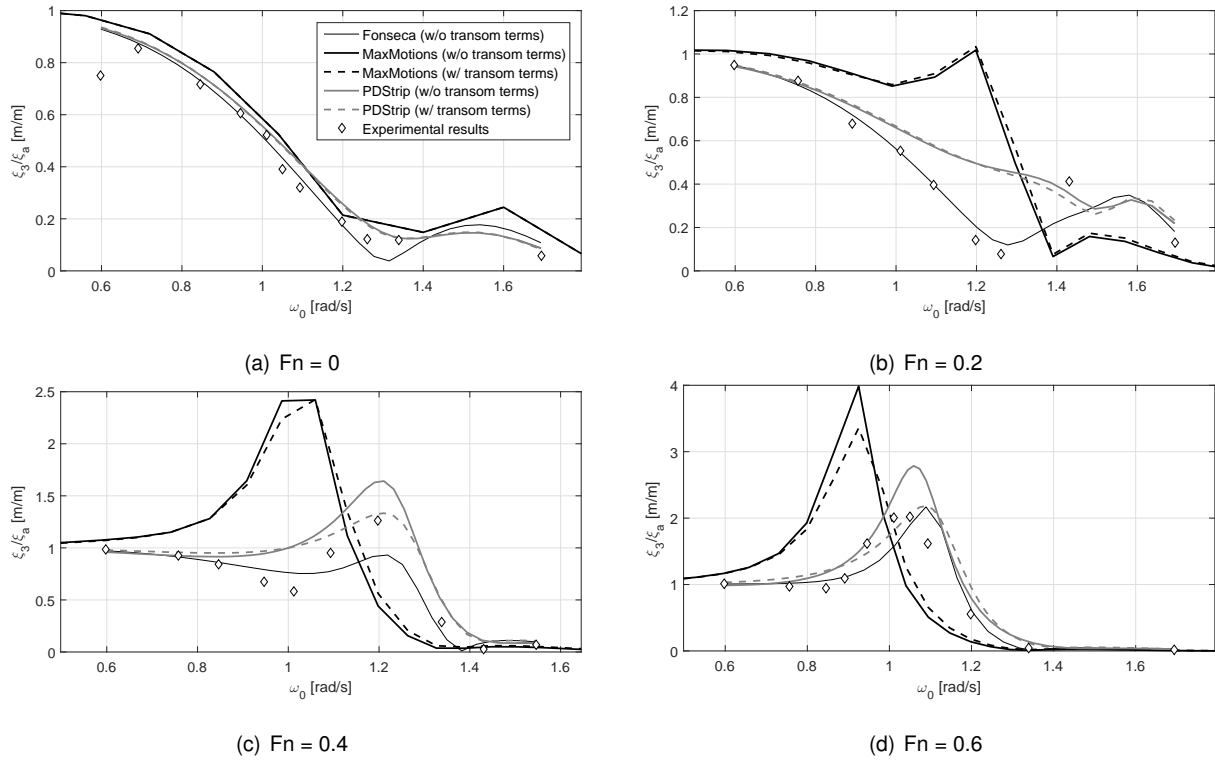 1
0.8
0.6
0.4
0.2
0
0.6 0.8 1 1.2 1.4 1.6
ω0 [rad/s]
ξ3/ξa [m/m]
Fonseca (w/o transom terms)
MaxMotions (w/o transom terms)
MaxMotions (w/ transom terms)
PDStrip (w/o transom terms)
PDStrip (w/ transom terms)
Experimental results
(a) Fn = 0
1.2
1
0.8
0.6
0.4
0.2
0
0.6 0.8 1 1.2 1.4 1.6
ω0 [rad/s]
ξ3/ξa [m/m]
(b) Fn = 0.2
2.5
2
1.5
1
0.5
0
0.6 0.8 1 1.2 1.4 1.6
ω0 [rad/s]
ξ3/ξa [m/m]
(c) Fn = 0.4
4
3
2
1
0
0.6 0.8 1 1.2 1.4 1.6
ω0 [rad/s]
ξ3/ξa [m/m]
(d) Fn = 0.6